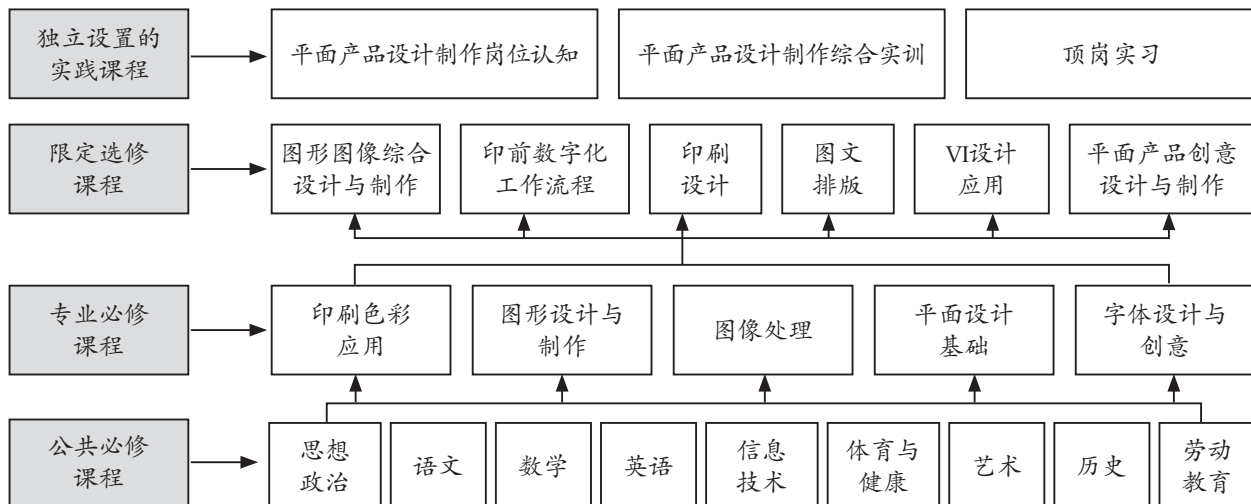 独立设置的
实践课程
平面产品设计制作岗位认知
平面产品设计制作综合实训
顶岗实习
限定选修
课程
图形图像综合
设计与制作
印前数字化
工作流程
印刷
设计
图文
排版
VI设计
应用
平面产品创意
设计与制作
专业必修
课程
印刷色彩
应用
图形设计与
制作
图像处理
平面设计
基础
字体设计与
创意
公共必修
课程
思想
政治
语文
数学
英语
信息
技术
体育与
健康
艺术
历史
劳动
教育